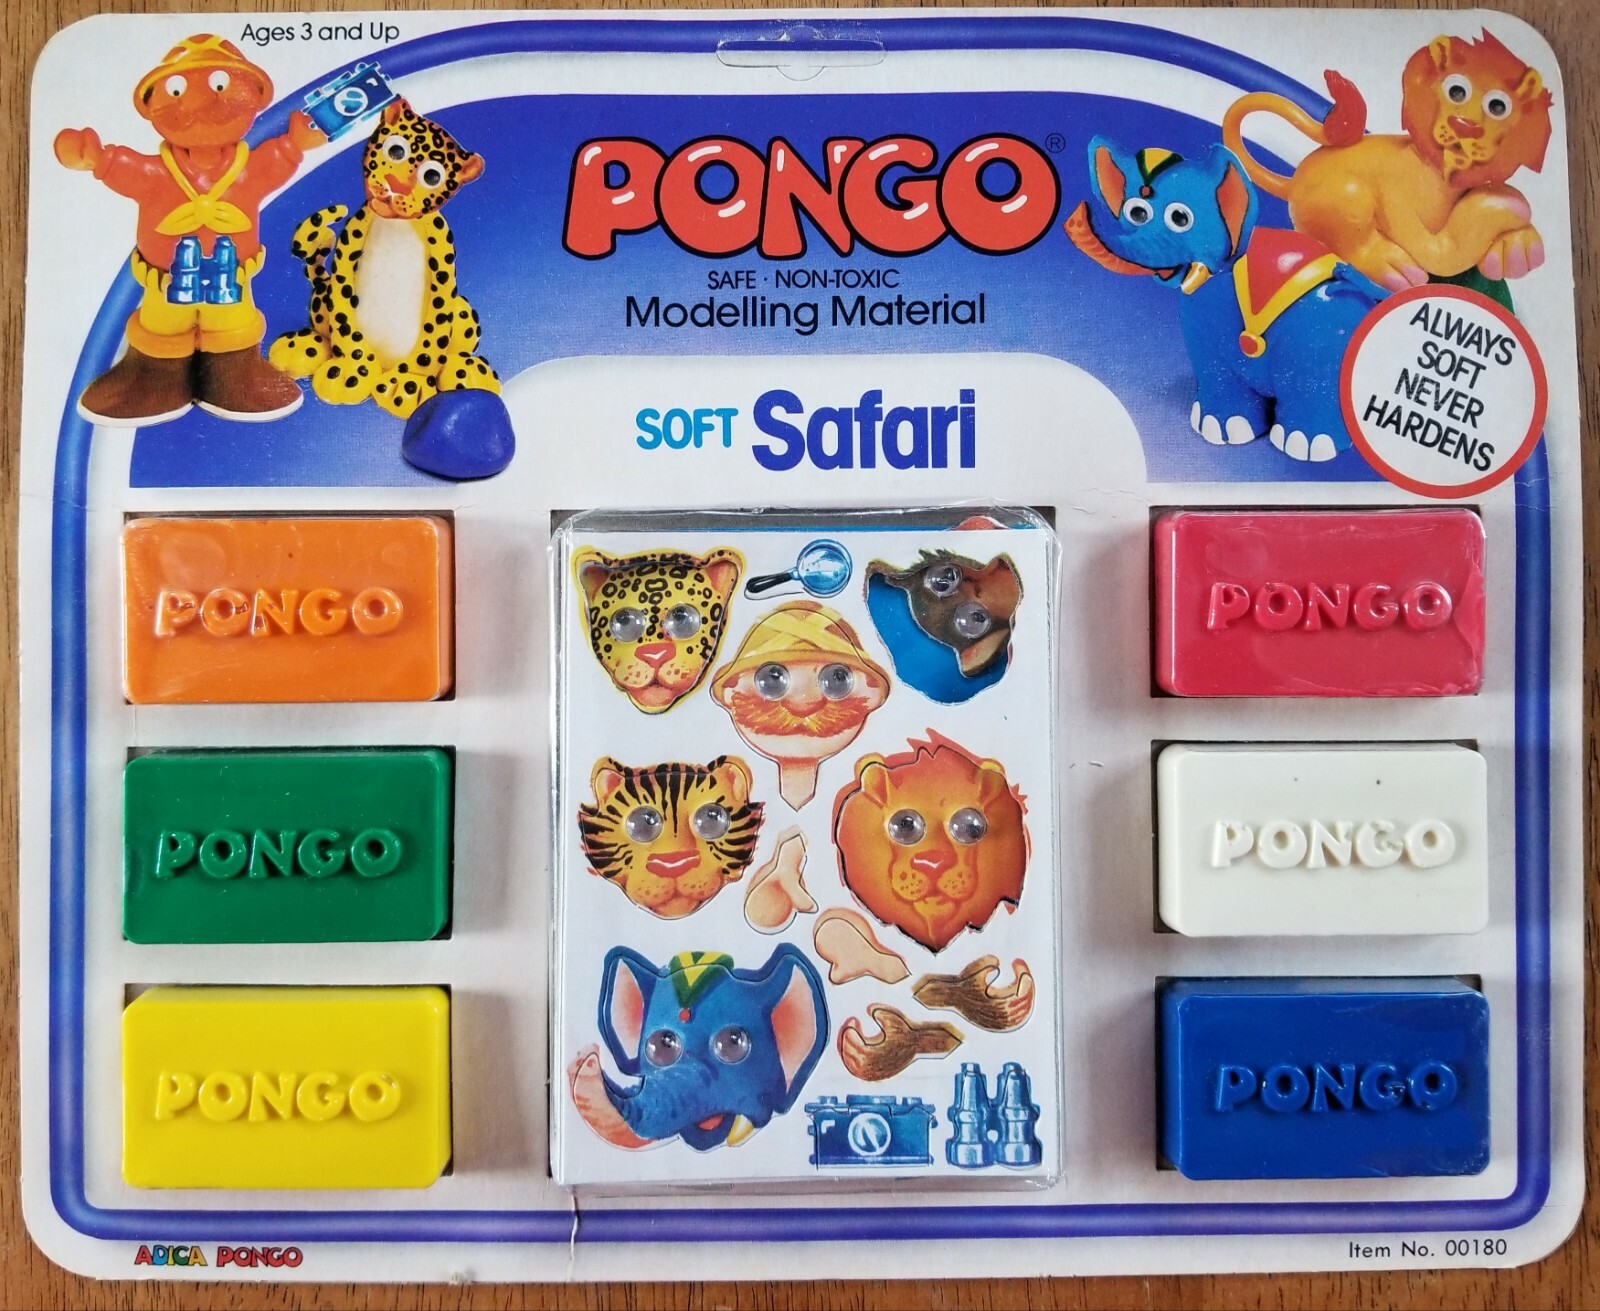 Ages 3 and Up
PONGO®
SAFE · NON-TOXIC
Modelling Material
ALWAYS
SOFT
NEVER
HARDENS
SOFT Safari
PONGO
PONGO
PONGO
PONGO
PONGO
PONGO
ADICA PONGO
Item No. 00180